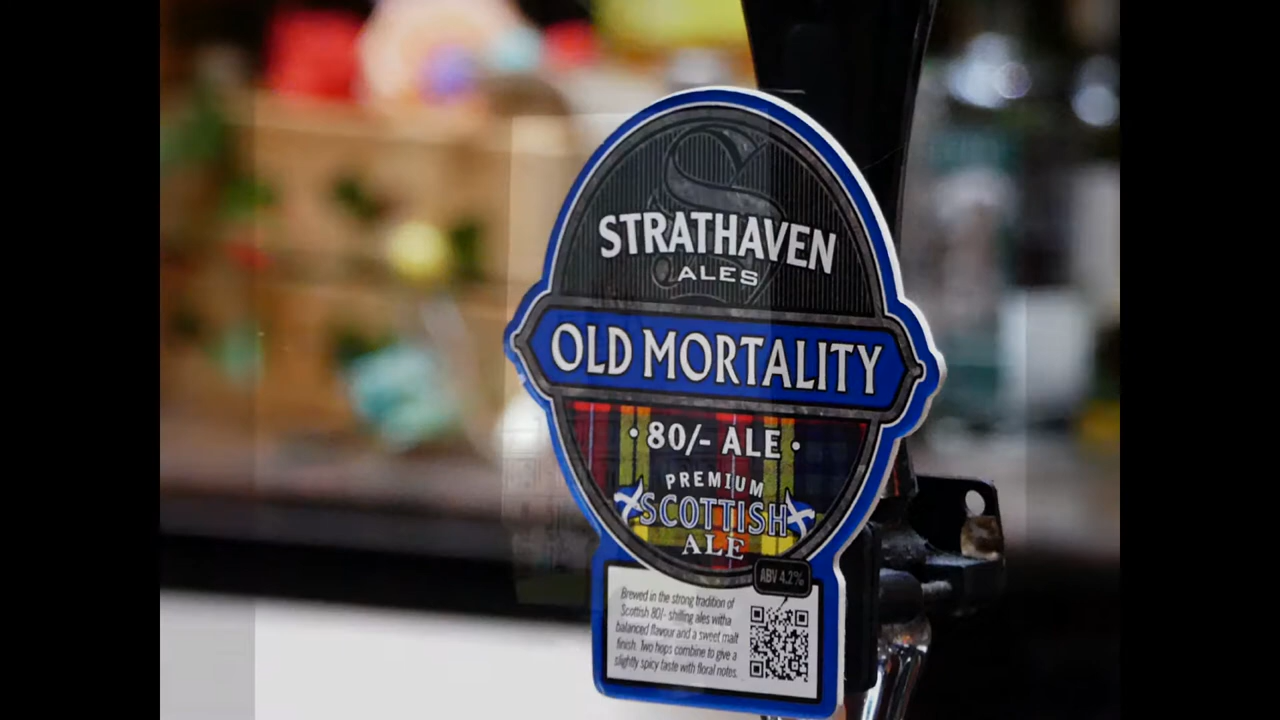 STRATHAVEN
ALES
OLD MORTALITY
· 80/- ALE ·
PREMIUM
SCOTTISH
ALE
ABV 4.2%
Brewed in the strong tradition of
Scottish 80/- shilling ales witha
balanced flavour and a sweet malt
finish. Two hops combine to give a
slightly spicy taste with floral notes.